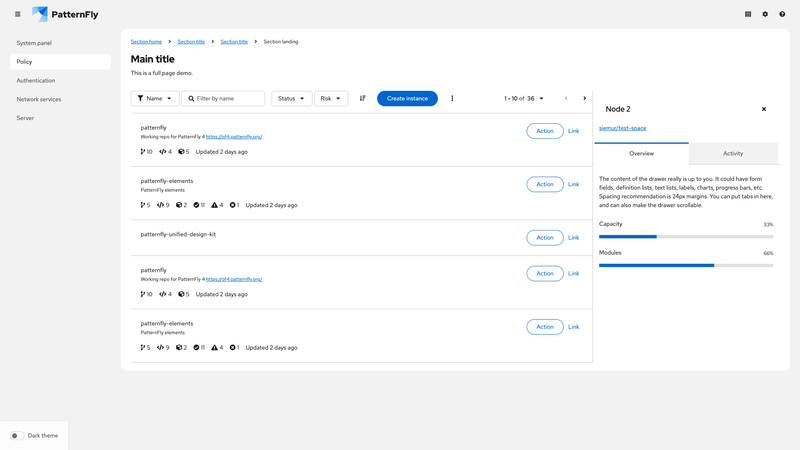 PatternFly
System panel
Policy
Authentication
Network services
Server
Section home
Section title
Section title
Section landing
Main title
This is a full page demo.
Name
Filter by name
Status
Risk
Create instance
1 - 10 of 36
patternfly
Working repo for PatternFly 4 https://pf4.patternfly.org/
10 4 5 Updated 2 days ago
Action Link
patternfly-elements
PatternFly elements
5 9 2 11 4 1 Updated 2 days ago
Action Link
patternfly-unified-design-kit
Action Link
patternfly
Working repo for PatternFly 4 https://pf4.patternfly.org/
10 4 5 Updated 2 days ago
Action Link
patternfly-elements
PatternFly elements
5 9 2 11 4 1 Updated 2 days ago
Action Link
Node 2
siemur/test-space
Overview Activity
The content of the drawer really is up to you. It could have form
fields, definition lists, text lists, labels, charts, progress bars, etc.
Spacing recommendation is 24px margins. You can put tabs in here,
and can also make the drawer scrollable.
Capacity 33%
Modules 66%
Dark theme